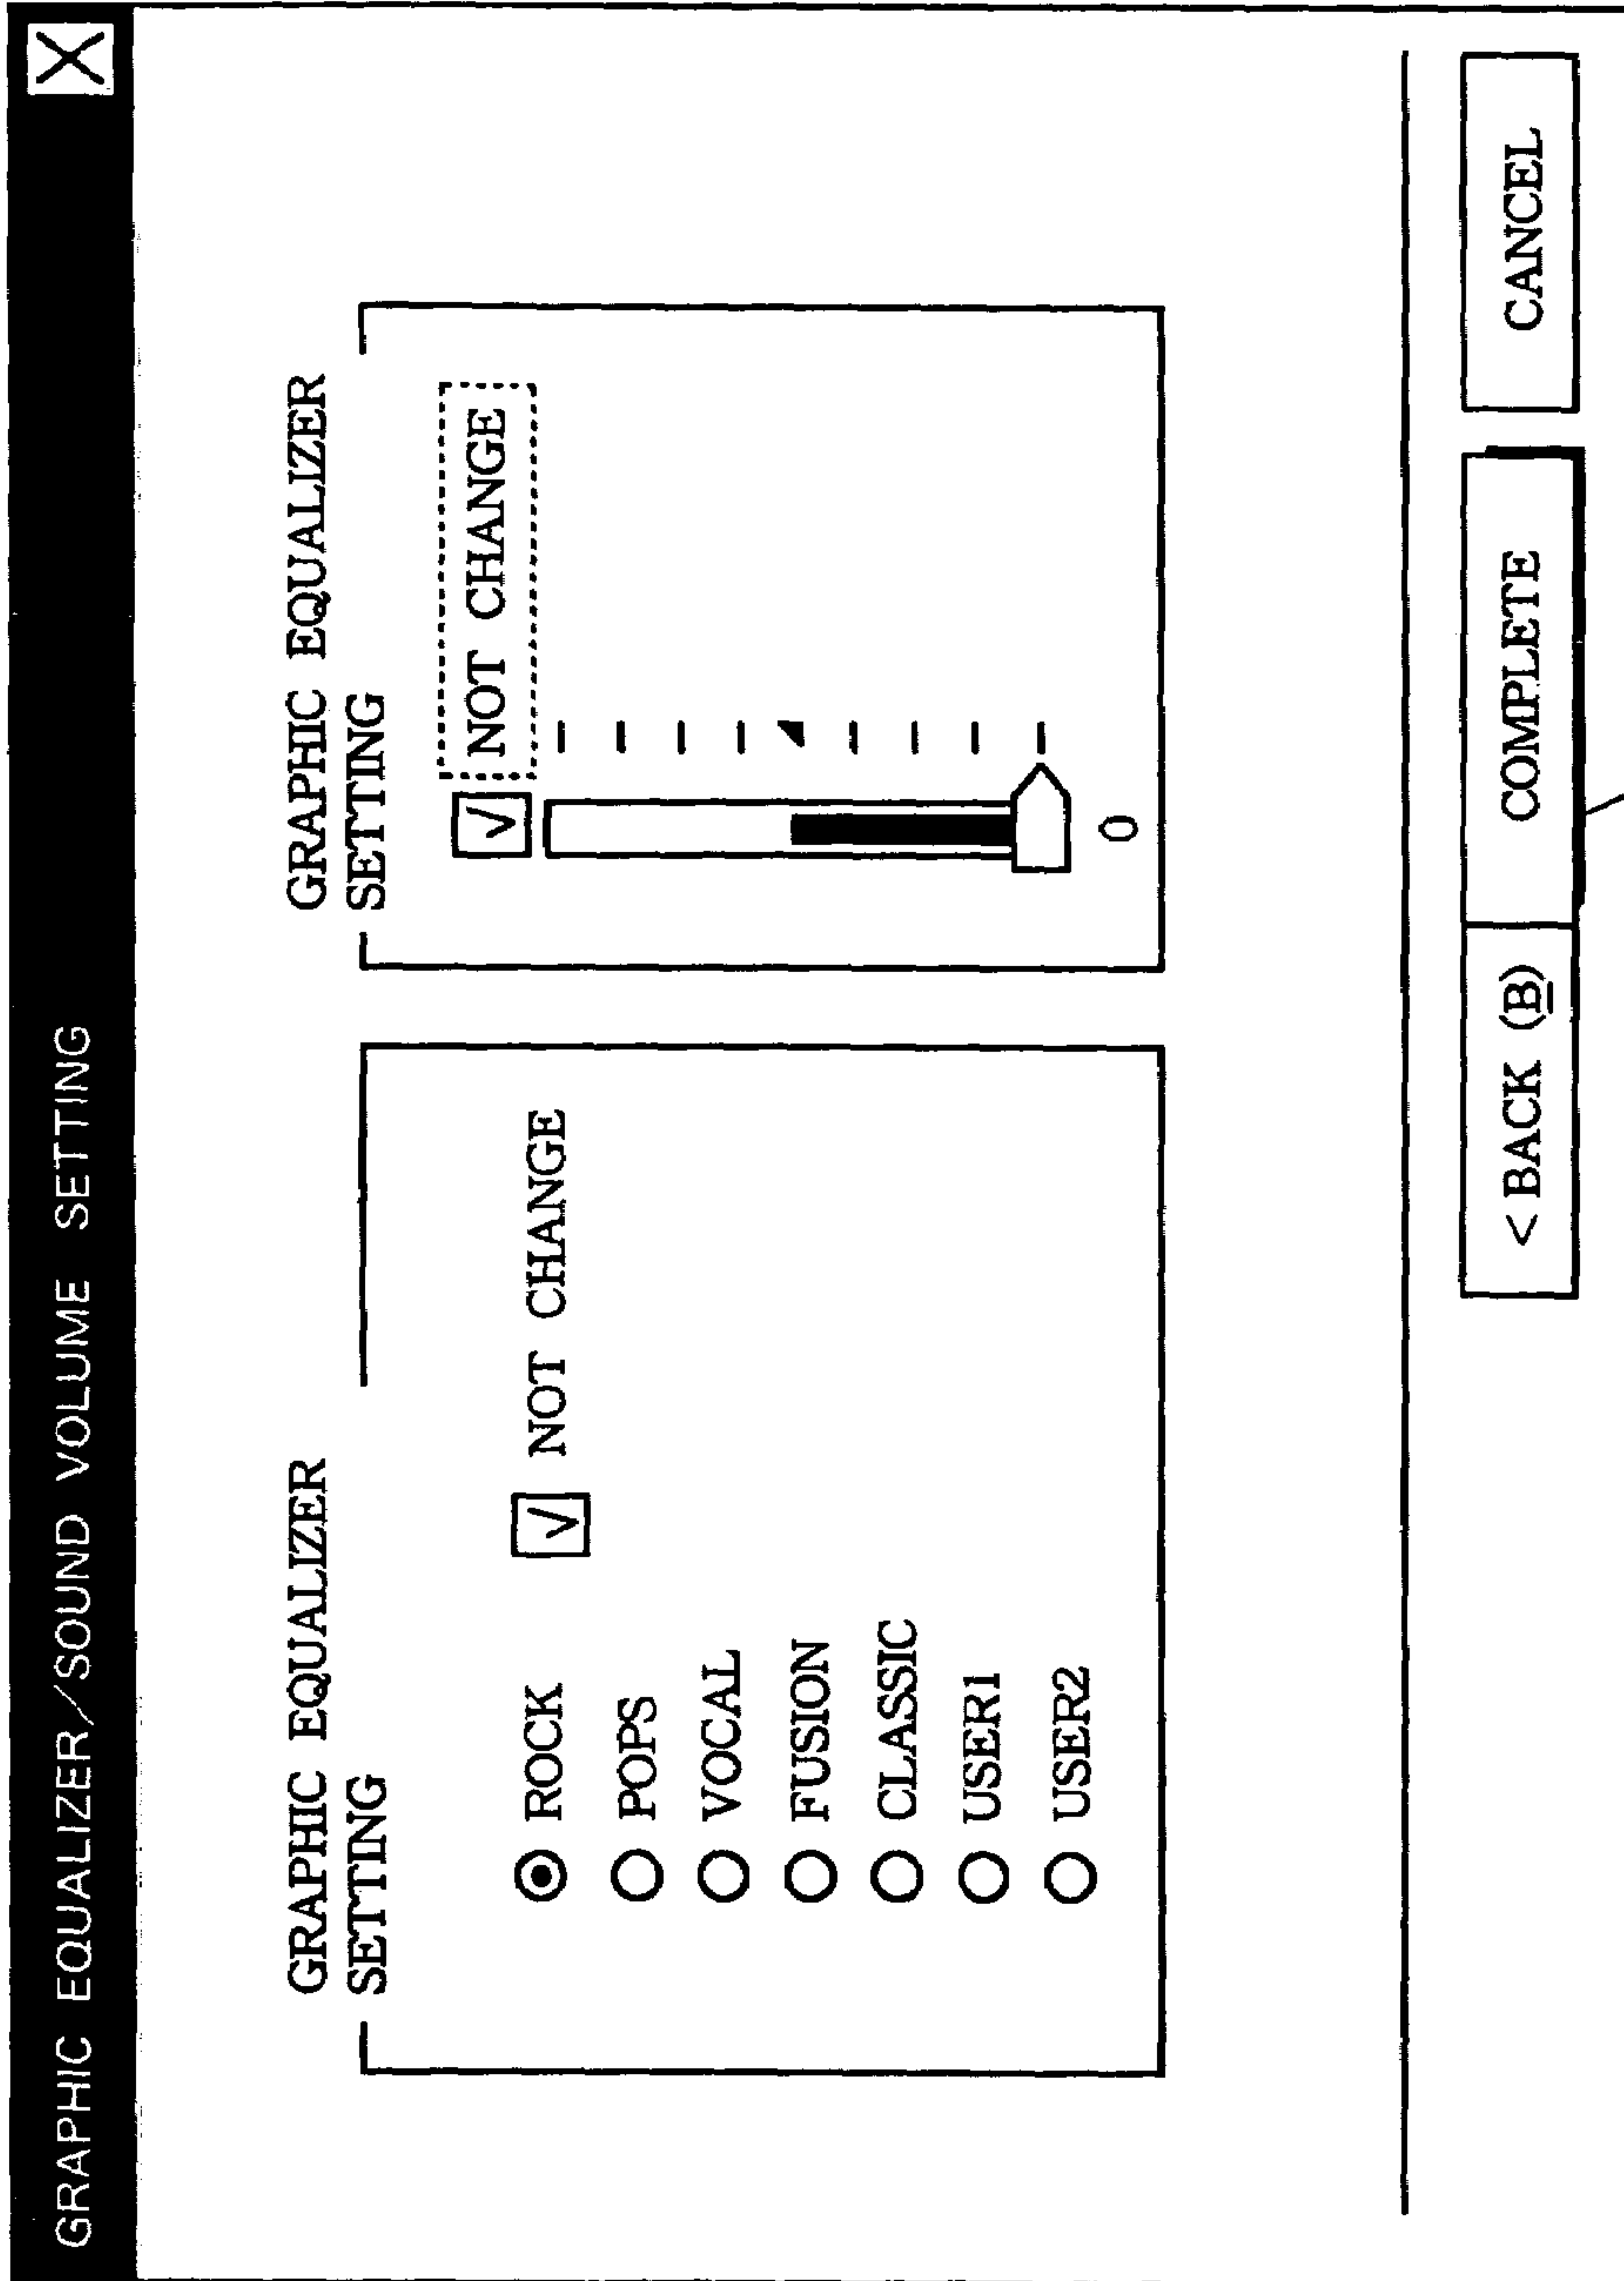 GRAPHIC EQUALIZER/SOUND VOLUME SETTING
X
GRAPHIC EQUALIZER
SETTING
ROCK
NOT CHANGE
POPS
VOCAL
FUSION
CLASSIC
USER1
USER2
GRAPHIC EQUALIZER
SETTING
NOT CHANGE
0
< BACK (B)
COMPLETE
CANCEL